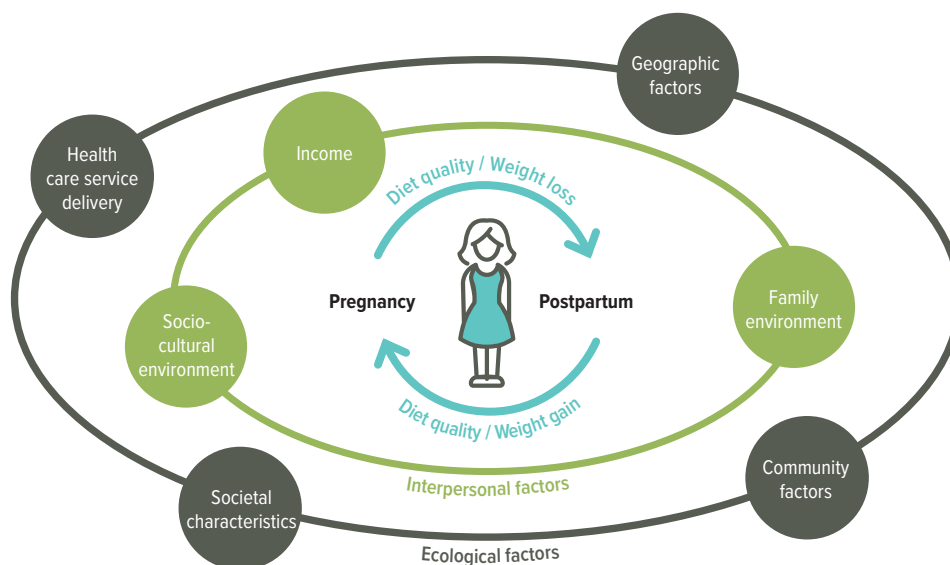 Geographic
factors
Health
care service
delivery
Income
Diet quality / Weight loss
Pregnancy
Postpartum
Family
environment
Socio-
cultural
environment
Diet quality / Weight gain
Interpersonal factors
Community
factors
Societal
characteristics
Ecological factors